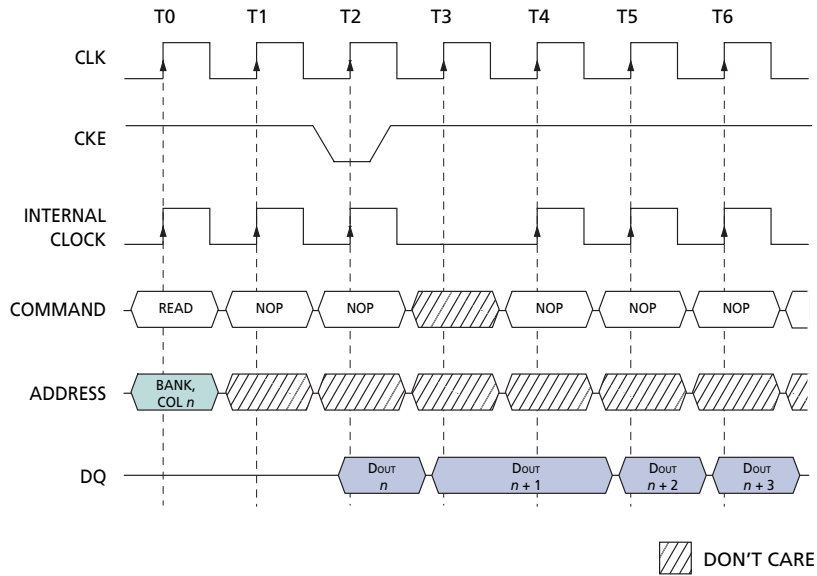 T0 T1 T2 T3 T4 T5 T6
CLK
CKE
INTERNAL
CLOCK
COMMAND READ NOP NOP NOP NOP NOP
ADDRESS BANK,
COL n
DQ DOUT DOUT DOUT DOUT
n n + 1 n + 2 n + 3
DON'T CARE